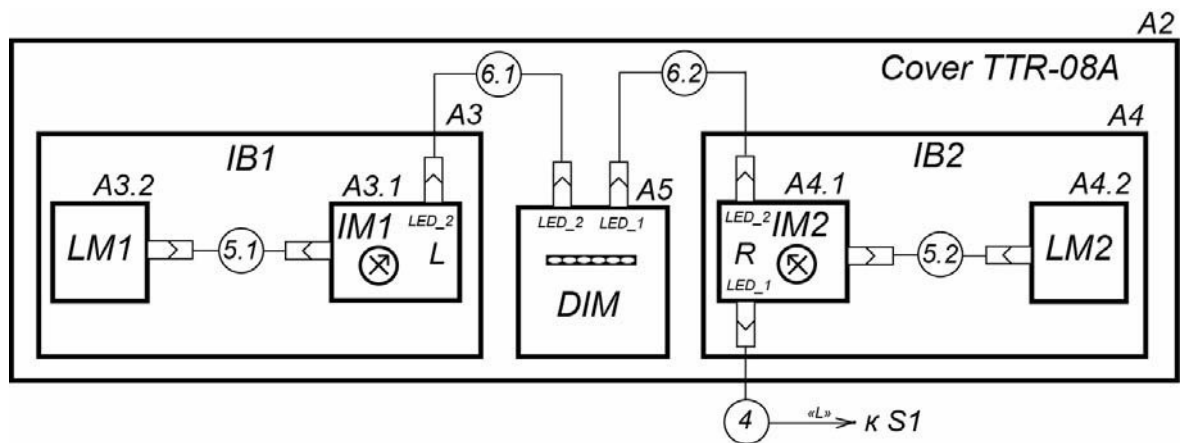 A2
Cover TTR-08A
6.1
6.2
A3
A4
IB1
IB2
A3.2
A3.1
A5
A4.1
A4.2
LM1
5.1
IM1
LED_2
L
LED_2
LED_1
DIM
LED_2
IM2
R
LED_1
5.2
LM2
4
«L»
к S1